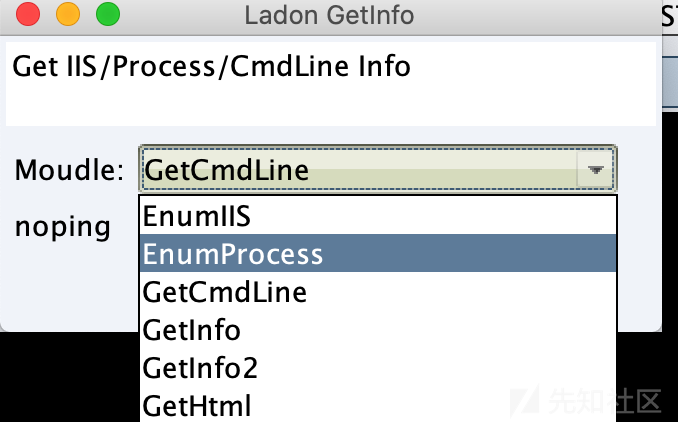 Ladon GetInfo
Get IIS/Process/CmdLine Info
Moudle: GetCmdLine
noping
EnumIIS
EnumProcess
GetCmdLine
GetInfo
GetInfo2
GetHtml
先知社区